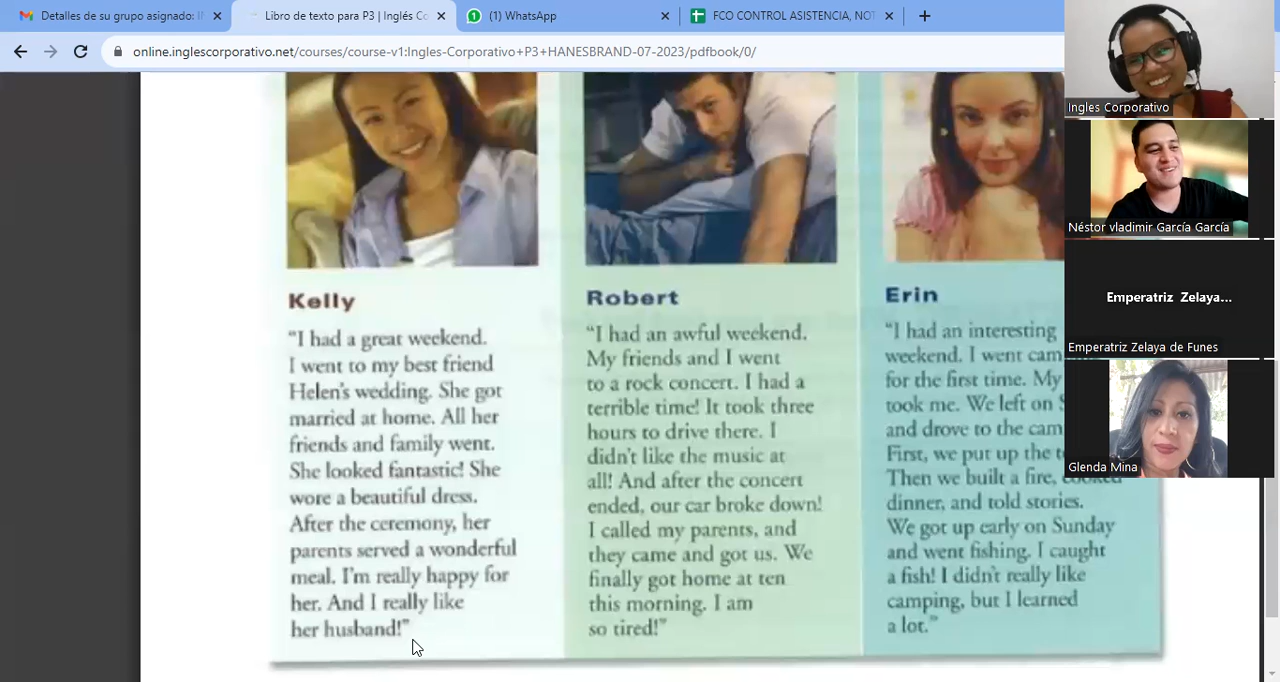 Detalles de su grupo asignado: I
Libro de texto para P3 | Inglés Co
(1) WhatsApp
FCO CONTROL ASISTENCIA, NOT
online.inglescorporativo.net/courses/course-v1:Ingles-Corporativo+P3+HANESBRAND-07-2023/pdfbook/0/
Ingles Corporativo
Néstor vladimir García García
Emperatriz Zelaya...
Emperatriz Zelaya de Funes
Glenda Mina
Kelly
"I had a great weekend.
I went to my best friend
Helen's wedding. She got
married at home. All her
friends and family went.
She looked fantastic! She
wore a beautiful dress.
After the ceremony, her
parents served a wonderful
meal. I'm really happy for
her. And I really like
her husband!"
Robert
"I had an awful weekend.
My friends and I went
to a rock concert. I had a
terrible time! It took three
hours to drive there. I
didn't like the music at
all! And after the concert
ended, our car broke down!
I called my parents, and
they came and got us. We
finally got home at ten
this morning. I am
so tired!"
Erin
"I had an interesting
weekend. I went cam
for the first time. My
took me. We left on S
and drove to the cam
First, we put up the t
Then we built a fire, cooked
dinner, and told stories.
We got up early on Sunday
and went fishing. I caught
a fish! I didn't really like
camping, but I learned
a lot."